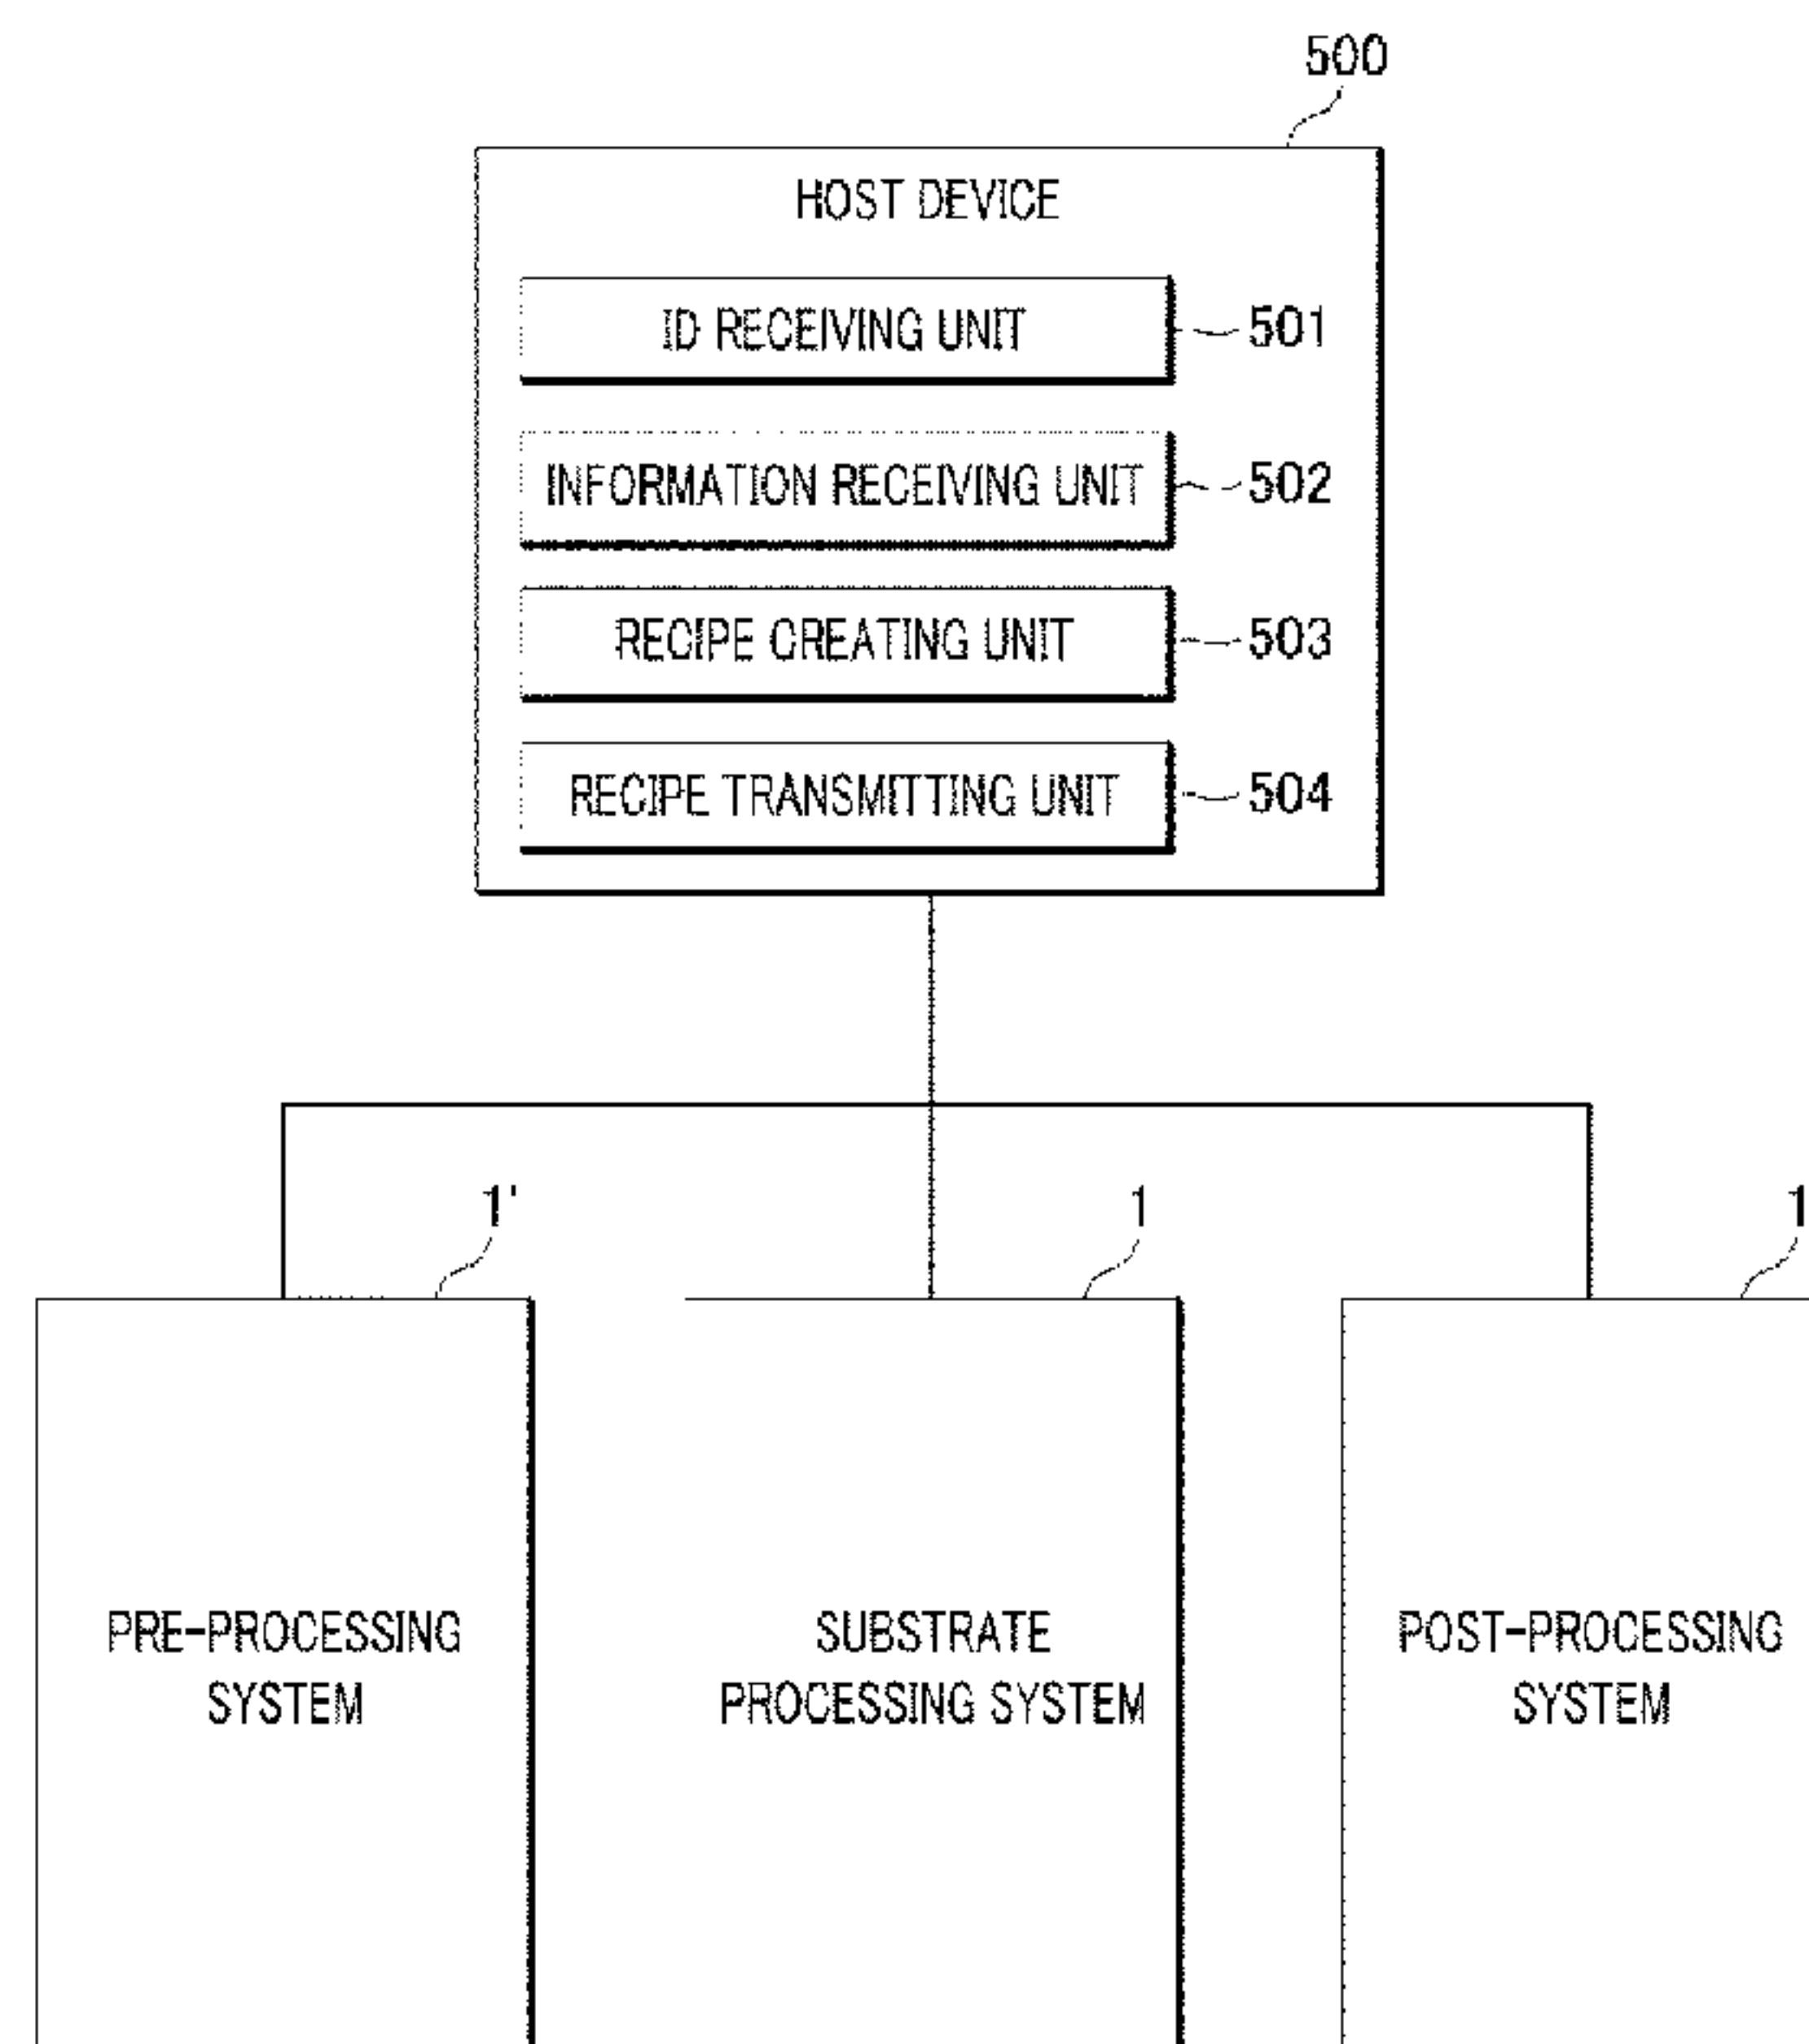 500
HOST DEVICE
ID RECEIVING UNIT 501
INFORMATION RECEIVING UNIT 502
RECIPE CREATING UNIT 503
RECIPE TRANSMITTING UNIT 504
1' 1 1
PRE-PROCESSING
SYSTEM
SUBSTRATE
PROCESSING SYSTEM
POST-PROCESSING
SYSTEM